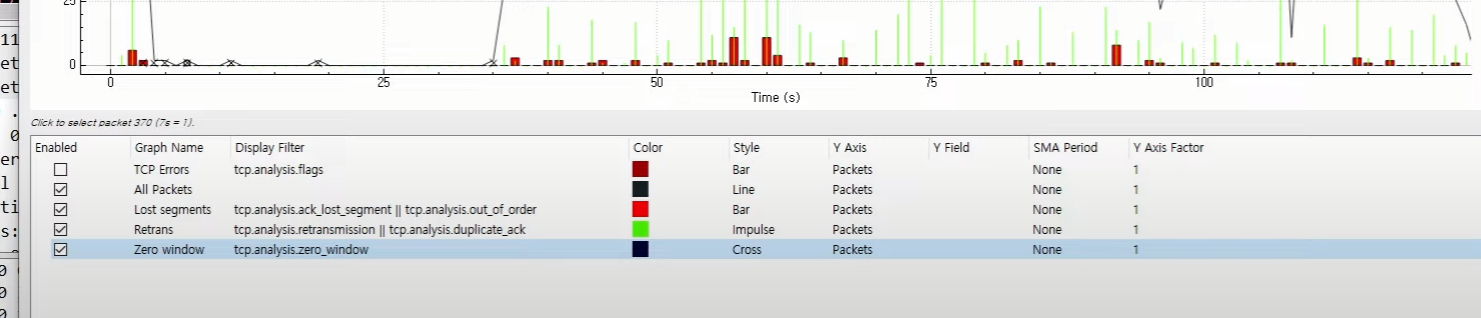 25
11
et
0
et
0 25 50 75 100
Time (s)
Click to select packet 370 (7s = 1).
0
Enabled Graph Name Display Filter Color Style Y Axis Y Field SMA Period Y Axis Factor
er
TCP Errors tcp.analysis.flags Bar Packets None 1
l
All Packets Line Packets None 1
ti
Lost segments tcp.analysis.ack_lost_segment || tcp.analysis.out_of_order Bar Packets None 1
s:
Retrans tcp.analysis.retransmission || tcp.analysis.duplicate_ack Impulse Packets None 1
Zero window tcp.analysis.zero_window Cross Packets None 1
0
0